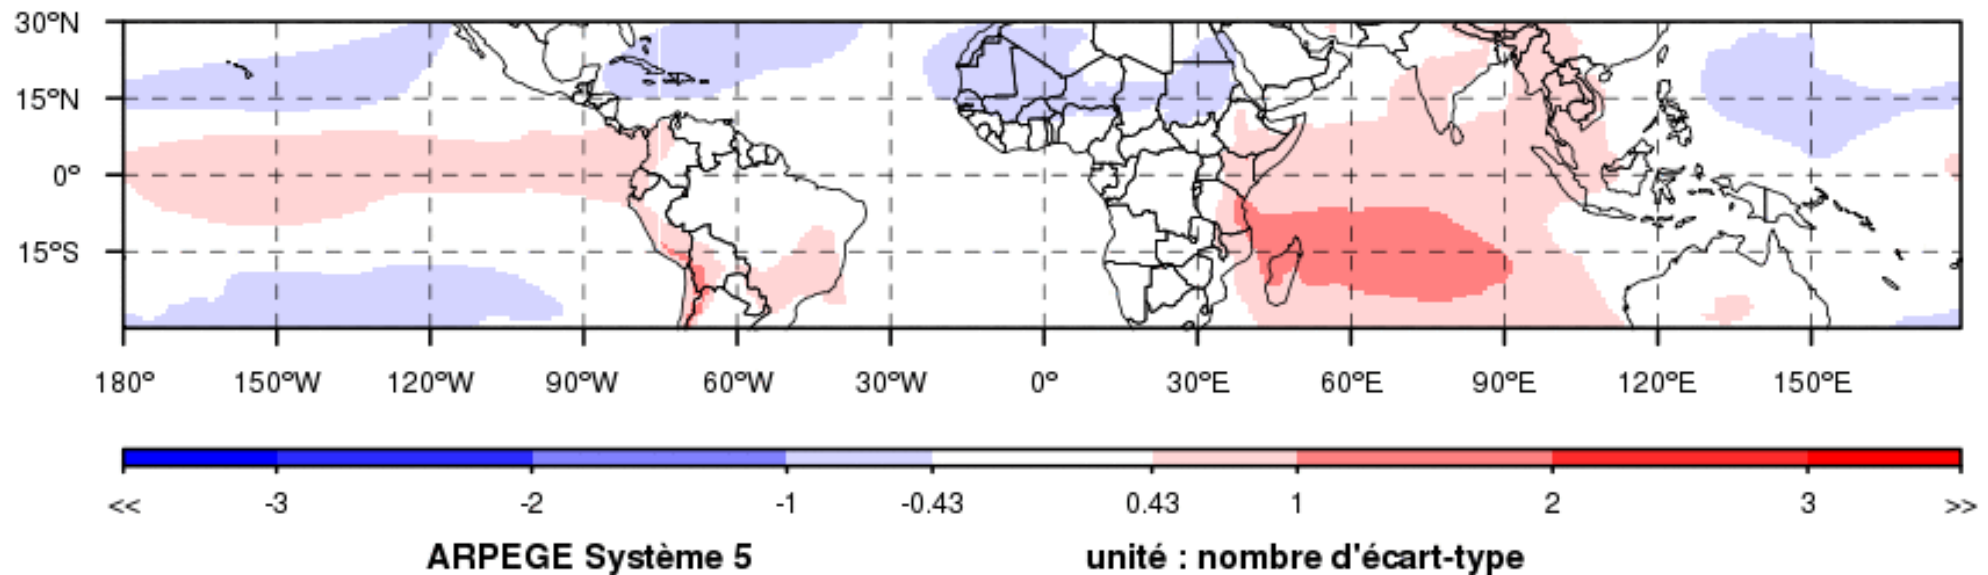 30°N
15°N
0°
15°S
180° 150°W 120°W 90°W 60°W 30°W 0° 30°E 60°E 90°E 120°E 150°E
<< -3 -2 -1 -0.43 0.43 1 2 3 >>
ARPEGE Système 5 unité : nombre d'écart-type